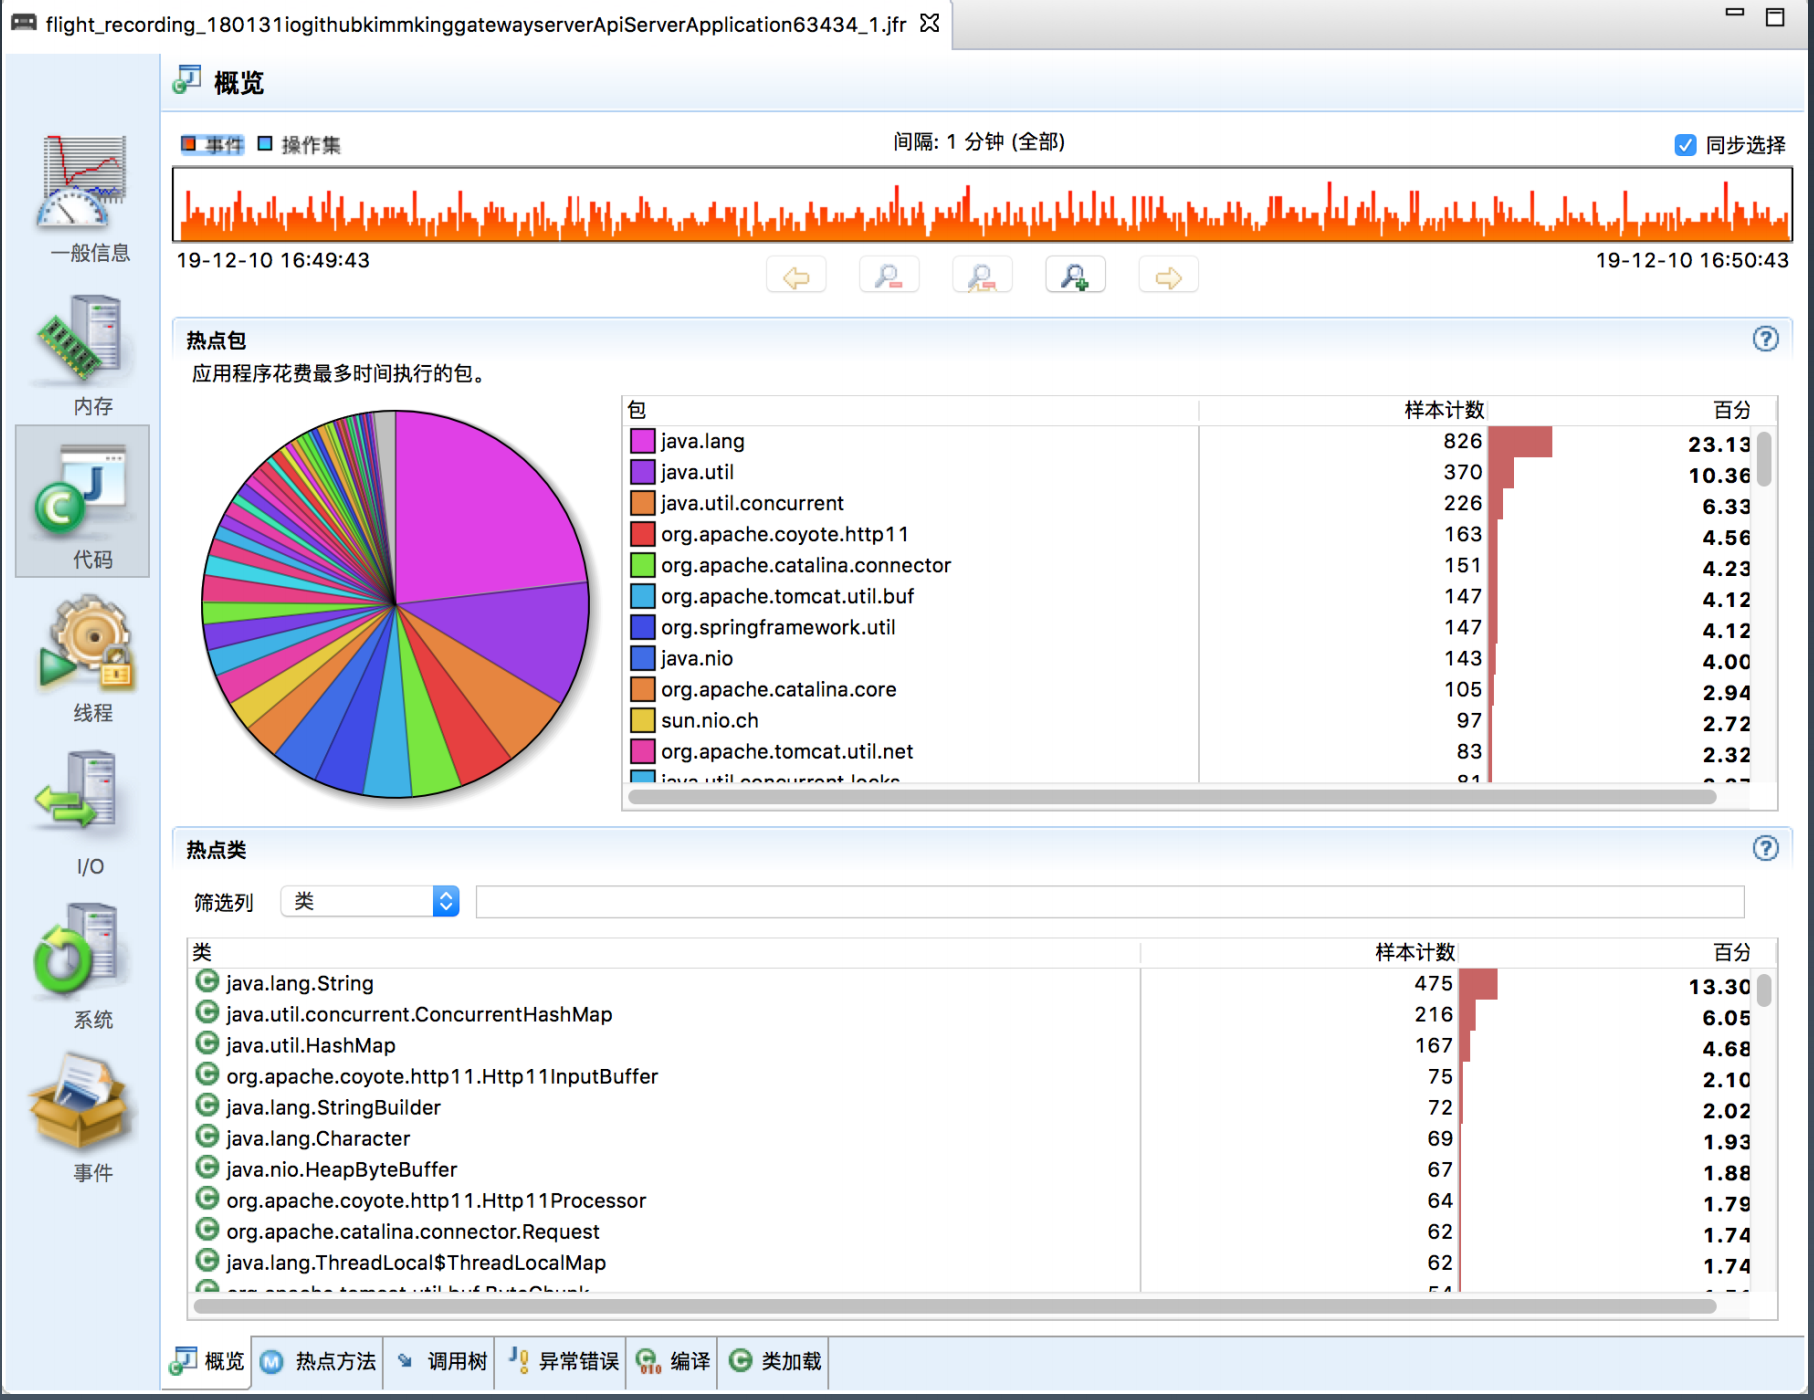 flight_recording_180131iogithubkimmkinggatewayserverApiServerApplication63434_1.jfr
概览
一般信息
内存
代码
线程
I/O
系统
事件
事件 操作集 间隔: 1 分钟 (全部) 同步选择
19-12-10 16:49:43 19-12-10 16:50:43
热点包
应用程序花费最多时间执行的包。
包 样本计数 百分
java.lang 826 23.13
java.util 370 10.36
java.util.concurrent 226 6.33
org.apache.coyote.http11 163 4.56
org.apache.catalina.connector 151 4.23
org.apache.tomcat.util.buf 147 4.12
org.springframework.util 147 4.12
java.nio 143 4.00
org.apache.catalina.core 105 2.94
sun.nio.ch 97 2.72
org.apache.tomcat.util.net 83 2.32
java.util.concurrent.locks 81
热点类
筛选列 类
类 样本计数 百分
java.lang.String 475 13.30
java.util.concurrent.ConcurrentHashMap 216 6.05
java.util.HashMap 167 4.68
org.apache.coyote.http11.Http11InputBuffer 75 2.10
java.lang.StringBuilder 72 2.02
java.lang.Character 69 1.93
java.nio.HeapByteBuffer 67 1.88
org.apache.coyote.http11.Http11Processor 64 1.79
org.apache.catalina.connector.Request 62 1.74
java.lang.ThreadLocal$ThreadLocalMap 62 1.74
org.apache.tomcat.util.buf.ByteChunk 54
概览 热点方法 调用树 异常错误 编译 类加载